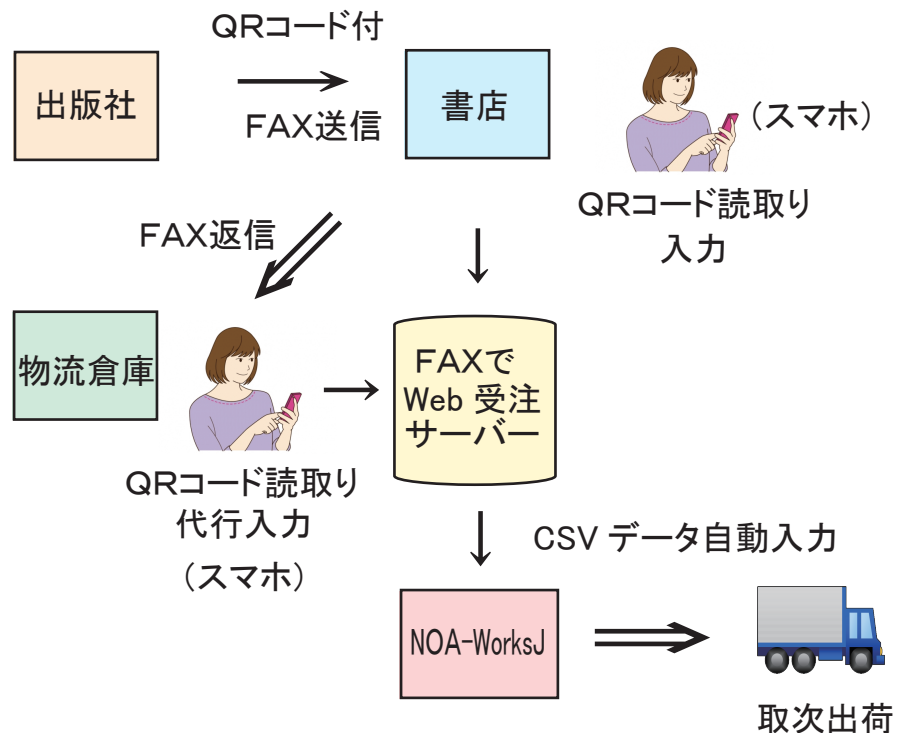 QRコード付
出版社
FAX送信
書店
(スマホ)
QRコード読取り
入力
FAX返信
物流倉庫
FAXで
Web 受注
サーバー
QRコード読取り
代行入力
(スマホ)
CSV データ自動入力
NOA-WorksJ
取次出荷